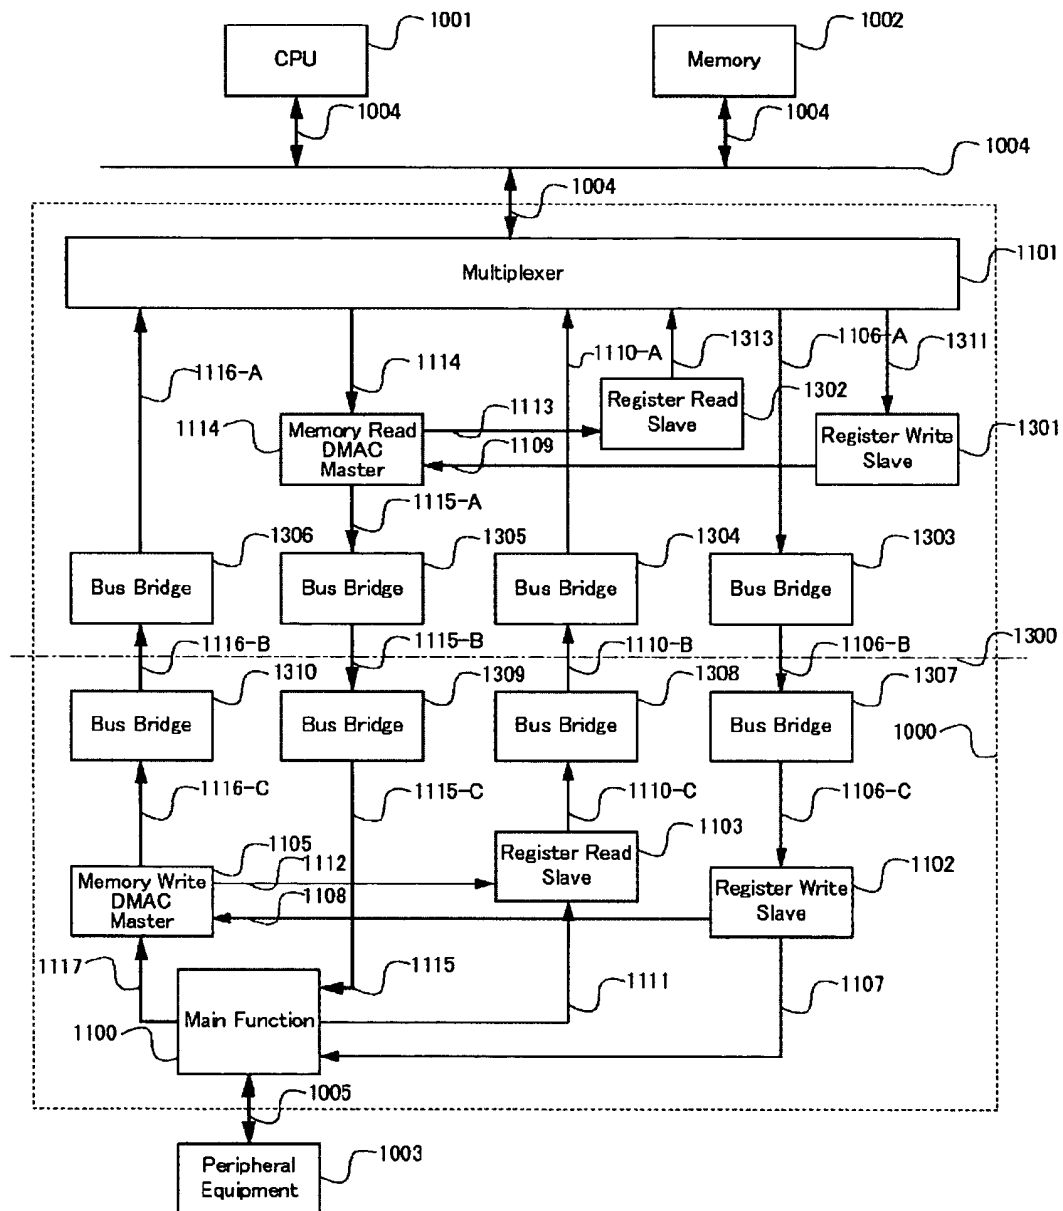 1001
1002
CPU
Memory
1004
1004
1004
1004
1101
Multiplexer
1116-A
1114
1110-A
1313
1106-A
1311
1302
1114
1113
Register Read
Slave
Memory Read
DMAC
Master
1109
Register Write
Slave
1301
1115-A
1306
1305
1304
1303
Bus Bridge
Bus Bridge
Bus Bridge
Bus Bridge
1116-B
1115-B
1110-B
1106-B
1300
1310
1309
1308
1307
Bus Bridge
Bus Bridge
Bus Bridge
Bus Bridge
1000
1116-C
1115-C
1110-C
1106-C
1105
1103
1112
Register Read
Slave
1102
Memory Write
DMAC
Master
1108
Register Write
Slave
1117
1115
1111
1107
Main Function
1100
1005
Peripheral
Equipment
1003